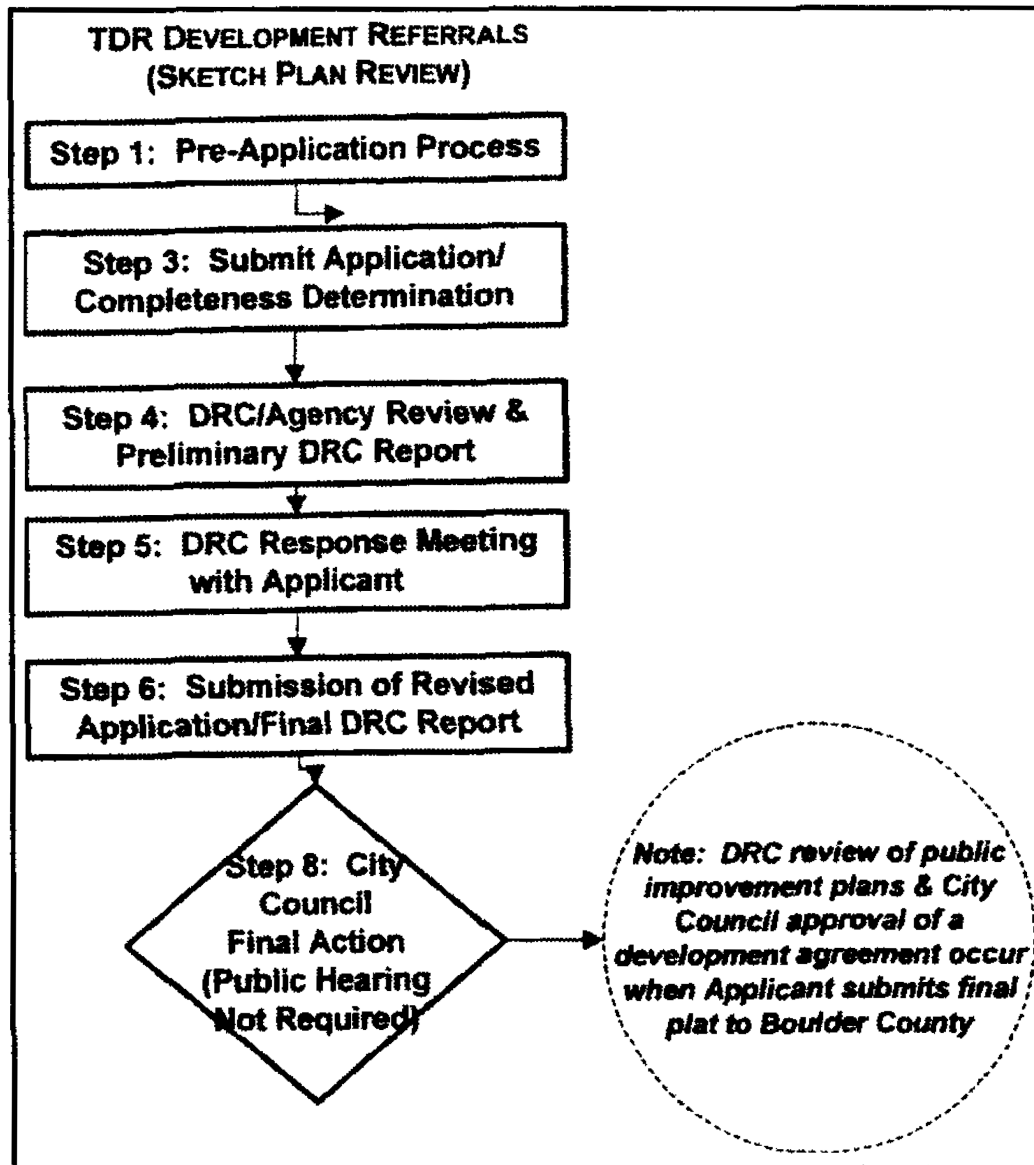 TDR DEVELOPMENT REFERRALS
(SKETCH PLAN REVIEW)
Step 1: Pre-Application Process
Step 3: Submit Application/
Completeness Determination
Step 4: DRC/Agency Review &
Preliminary DRC Report
Step 5: DRC Response Meeting
with Applicant
Step 6: Submission of Revised
Application/Final DRC Report
Step 8: City
Council
Final Action
(Public Hearing
Not Required)
Note: DRC review of public
improvement plans & City
Council approval of a
development agreement occur
when Applicant submits final
plat to Boulder County